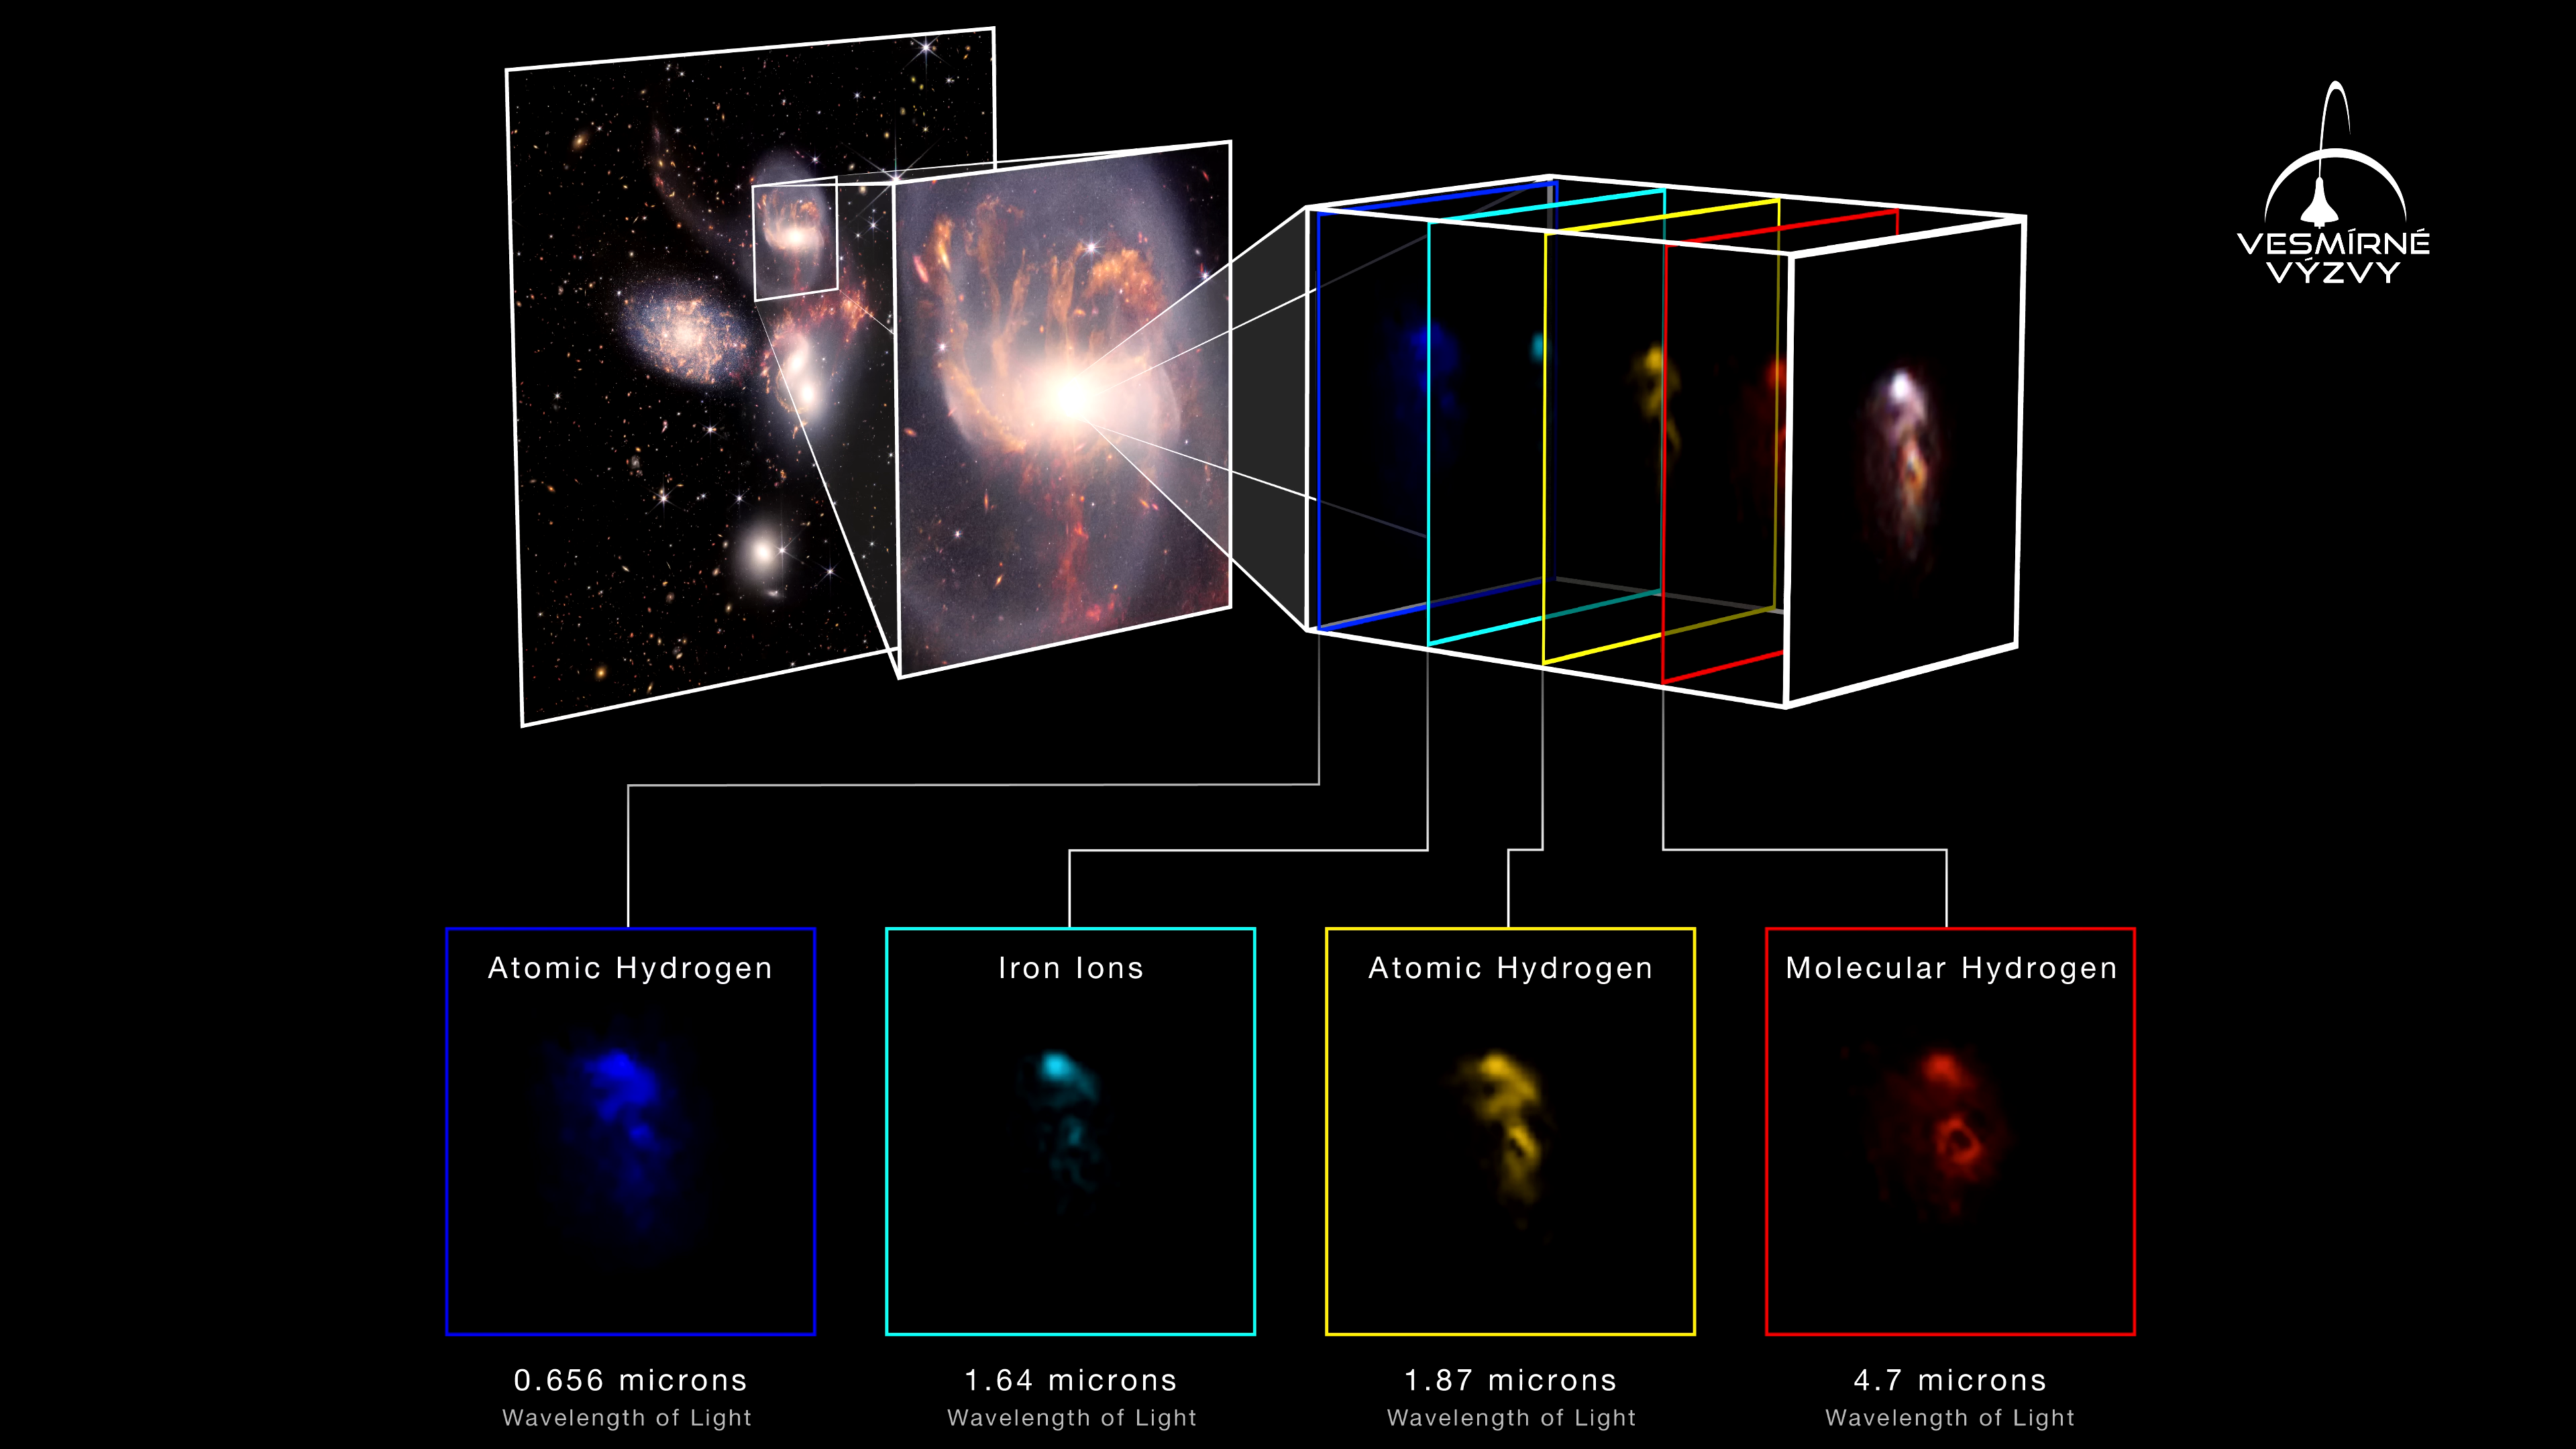 VESMÍRNÉ
VÝZVY
Atomic Hydrogen
Iron Ions
Atomic Hydrogen
Molecular Hydrogen
0.656 microns
1.64 microns
1.87 microns
4.7 microns
Wavelength of Light
Wavelength of Light
Wavelength of Light
Wavelength of Light